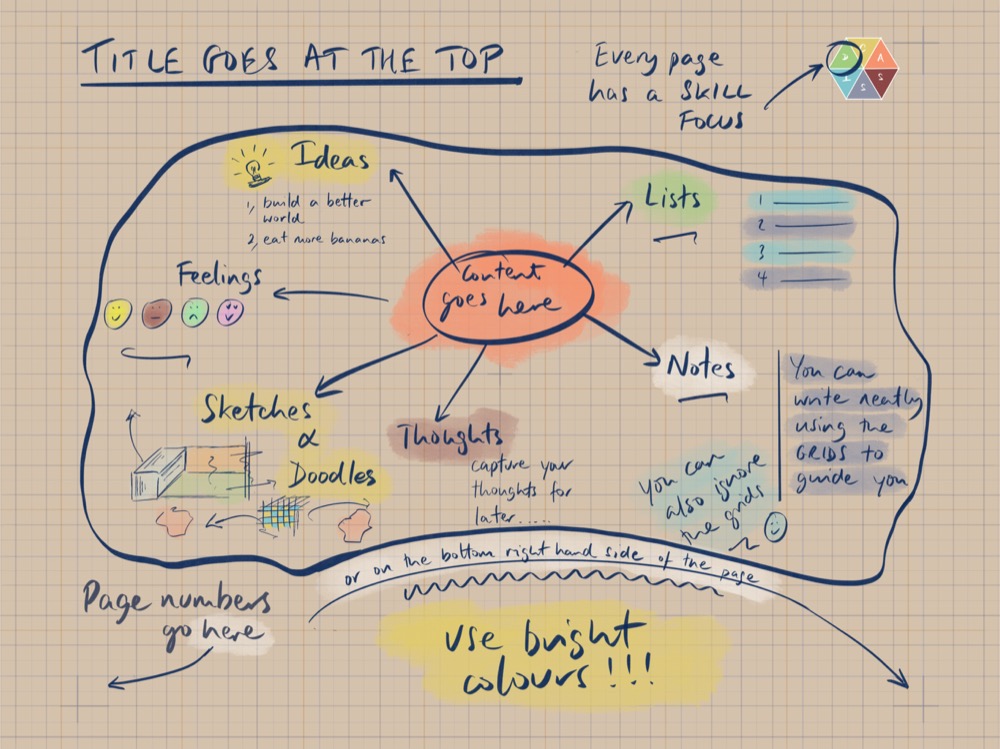 TITLE GOES AT THE TOP
Every page
has a SKILL
FOCUS
Ideas
1, build a better
world
2, eat more bananas
Lists
1
2
3
4
Feelings
Content
goes here
Notes
You can
write neatly
using the
GRIDS to
guide you
Sketches
&
Doodles
Thoughts
capture your
thoughts for
later.....
You can
also ignore
the grids
or on the bottom right hand side of the page
Page numbers
go here
use bright
colours!!!